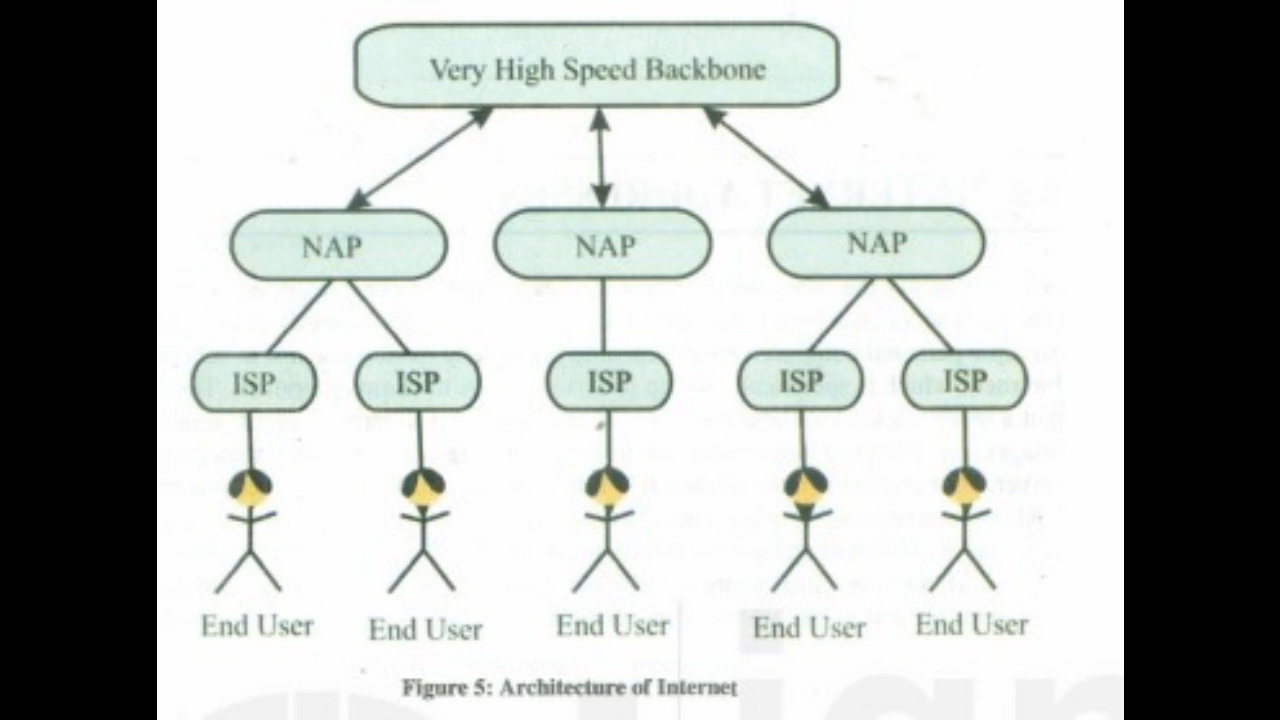 Very High Speed Backbone
NAP NAP NAP
ISP ISP ISP ISP ISP
End User End User End User End User End User
Figure 5: Architecture of Internet